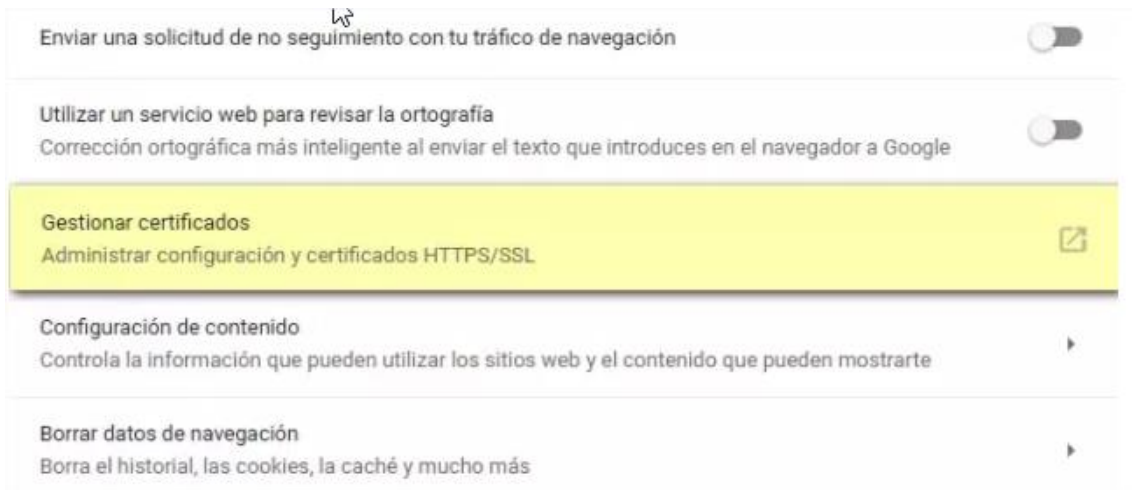 Enviar una solicitud de no seguimiento con tu tráfico de navegación
Utilizar un servicio web para revisar la ortografía
Corrección ortográfica más inteligente al enviar el texto que introduces en el navegador a Google
Gestionar certificados
Administrar configuración y certificados HTTPS/SSL
Configuración de contenido
Controla la información que pueden utilizar los sitios web y el contenido que pueden mostrarte
Borrar datos de navegación
Borra el historial, las cookies, la caché y mucho más